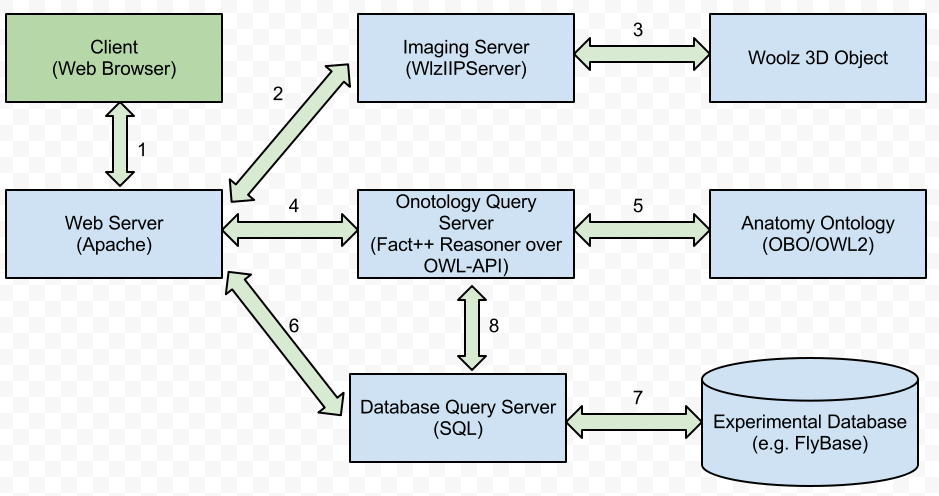 Client
(Web Browser)
Imaging Server
(WlzIIPServer)
3
Woolz 3D Object
2
1
Web Server
(Apache)
4
Onotology Query
Server
(Fact++ Reasoner over
OWL-API)
5
Anatomy Ontology
(OBO/OWL2)
6
8
Database Query Server
(SQL)
7
Experimental Database
(e.g. FlyBase)